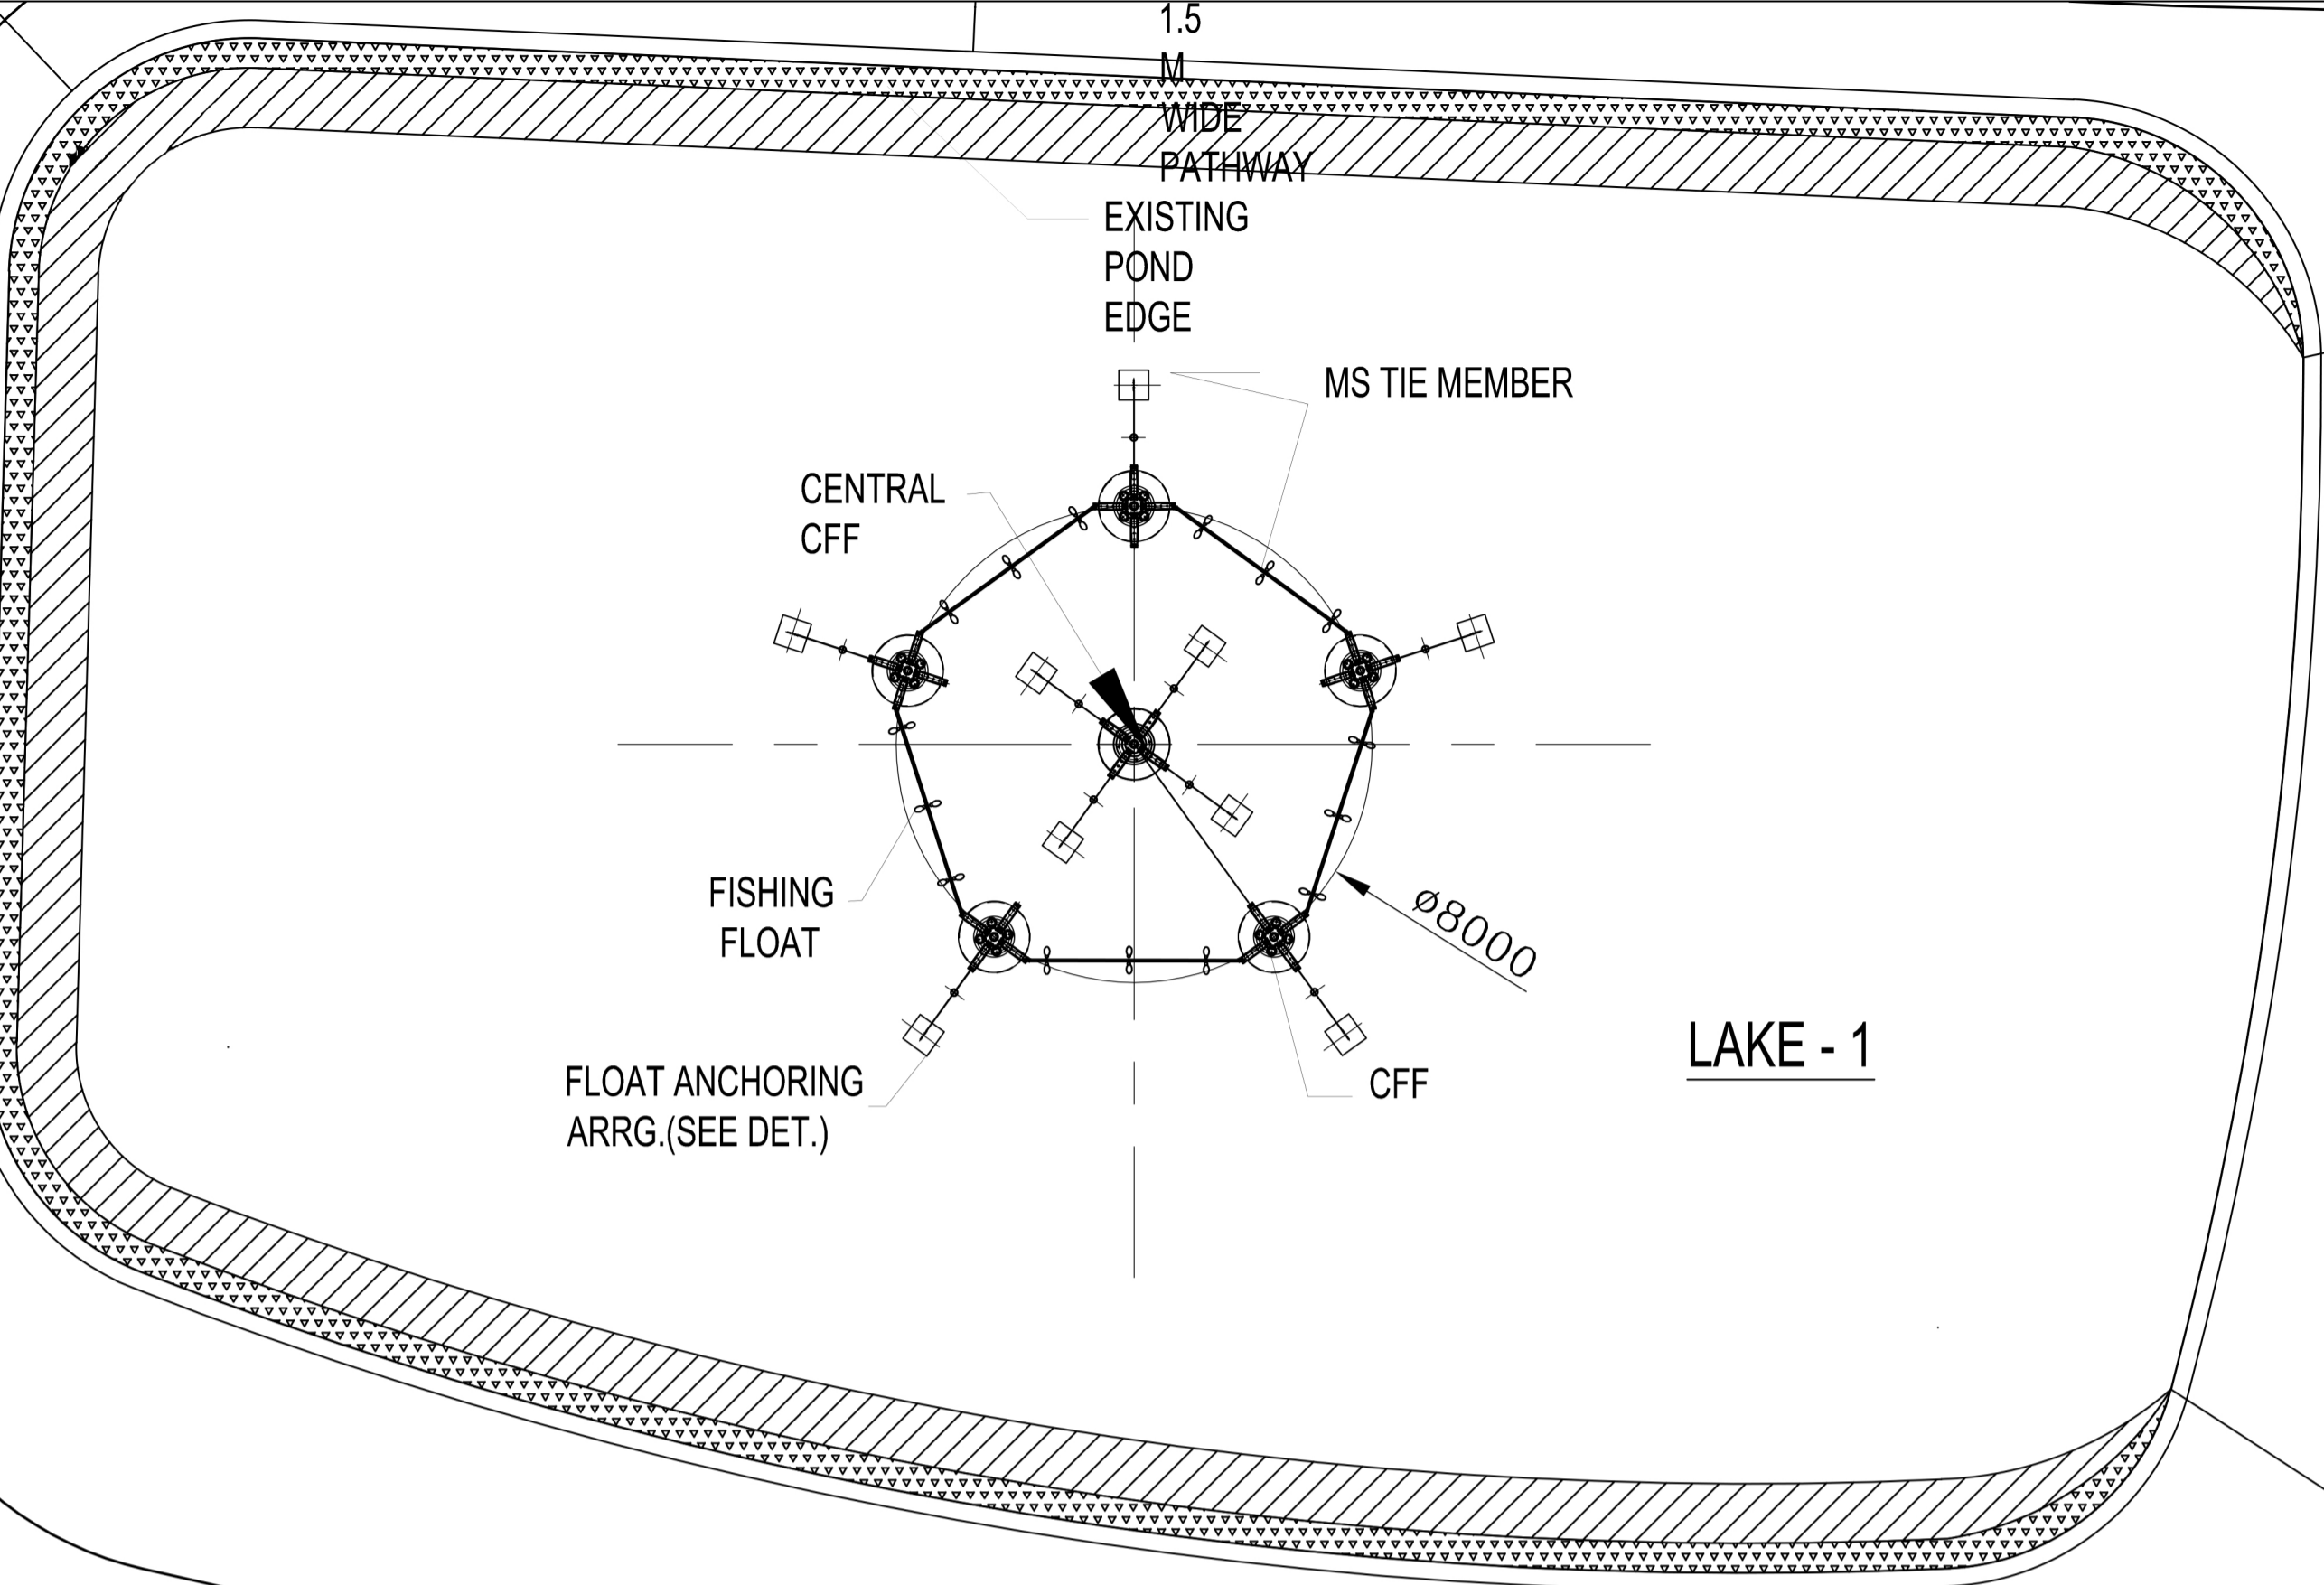 1.5
M
WIDE
PATHWAY
EXISTING
POND
EDGE
MS TIE MEMBER
CENTRAL
CFF
FISHING
FLOAT
ø8000
LAKE - 1
FLOAT ANCHORING
ARRG.(SEE DET.)
CFF